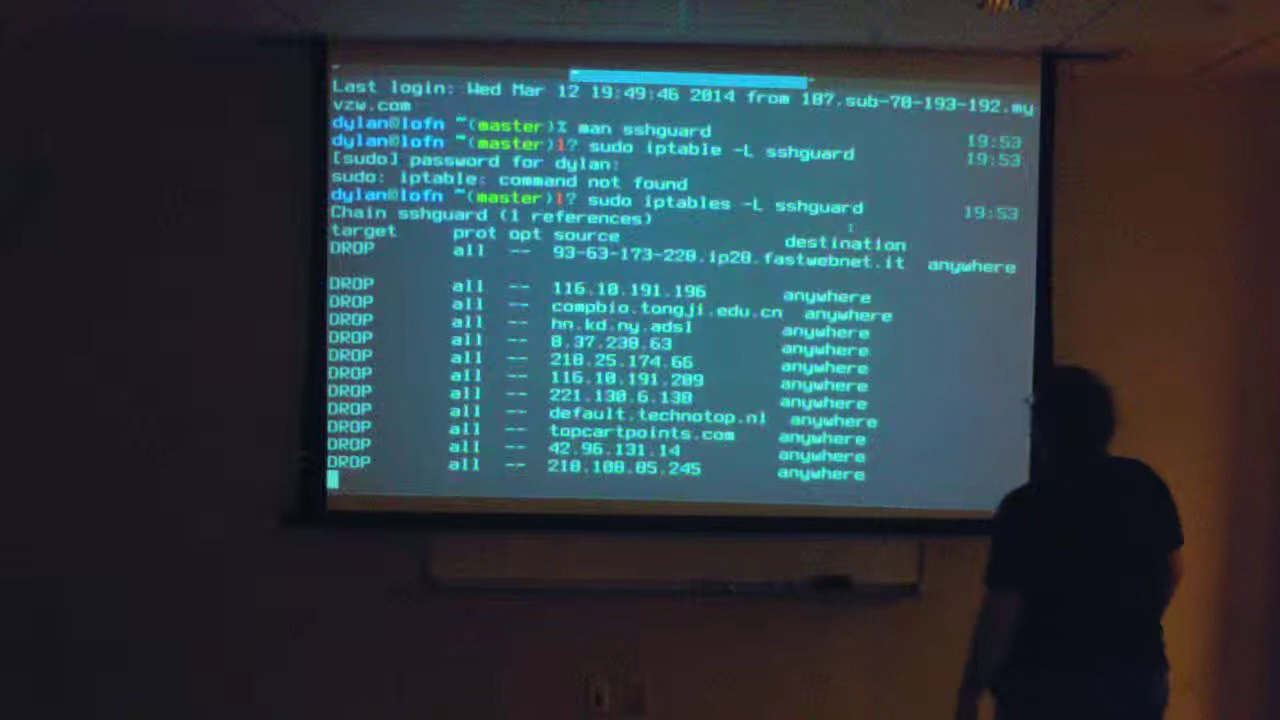 Last login: Wed Mar 12 19:49:46 2014 from 187.sub-70-193-192.my
vzw.com
dylan@lofn ~(master)% man sshguard 19:53
dylan@lofn ~(master)1? sudo iptable -L sshguard 19:53
[sudo] password for dylan:
sudo: iptable: command not found
dylan@lofn ~(master)1? sudo iptables -L sshguard 19:53
Chain sshguard (1 references)
target prot opt source destination
DROP all -- 93-63-173-220.ip28.fastwebnet.it anywhere
DROP all -- 116.10.191.196 anywhere
DROP all -- compbio.tongji.edu.cn anywhere
DROP all -- hn.kd.ny.adsl anywhere
DROP all -- 8.37.230.63 anywhere
DROP all -- 218.25.174.66 anywhere
DROP all -- 116.10.191.209 anywhere
DROP all -- 221.130.6.138 anywhere
DROP all -- default.technotop.nl anywhere
DROP all -- topcartpoints.com anywhere
DROP all -- 42.96.131.14 anywhere
DROP all -- 218.108.85.245 anywhere